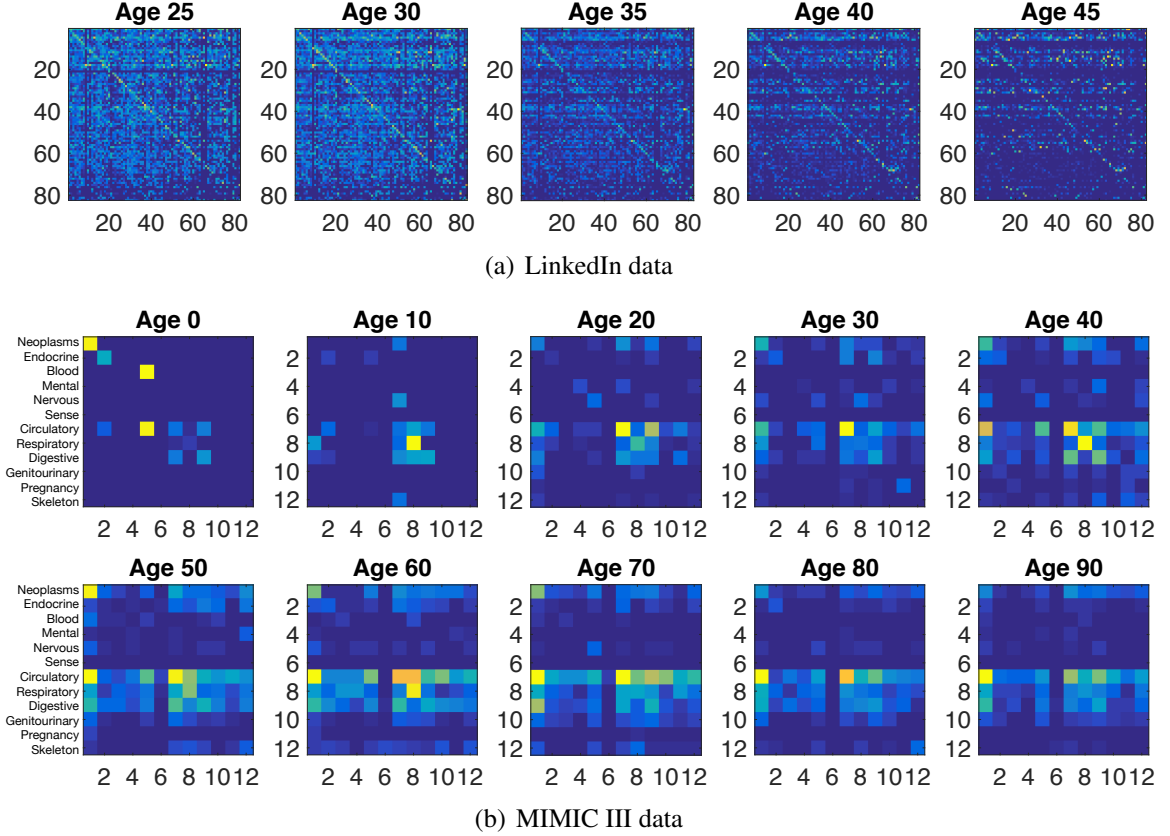 Age 25 Age 30 Age 35 Age 40 Age 45
20 20 20 20 20
40 40 40 40 40
60 60 60 60 60
80 80 80 80 80
20 40 60 80 20 40 60 80 20 40 60 80 20 40 60 80 20 40 60 80
(a) LinkedIn data
Age 0 Age 10 Age 20 Age 30 Age 40
Neoplasms
Endocrine 2 2 2 2
Blood
Mental 4 4 4 4
Nervous
Sense 6 6 6 6
Circulatory
Respiratory 8 8 8 8
Digestive
Genitourinary 10 10 10 10
Pregnancy
Skeleton 12 12 12 12
2 4 6 8 10 12 2 4 6 8 10 12 2 4 6 8 10 12 2 4 6 8 10 12 2 4 6 8 10 12
Age 50 Age 60 Age 70 Age 80 Age 90
Neoplasms
Endocrine 2 2 2 2
Blood
Mental 4 4 4 4
Nervous
Sense 6 6 6 6
Circulatory
Respiratory 8 8 8 8
Digestive
Genitourinary 10 10 10 10
Pregnancy
Skeleton 12 12 12 12
2 4 6 8 10 12 2 4 6 8 10 12 2 4 6 8 10 12 2 4 6 8 10 12 2 4 6 8 10 12
(b) MIMIC III data